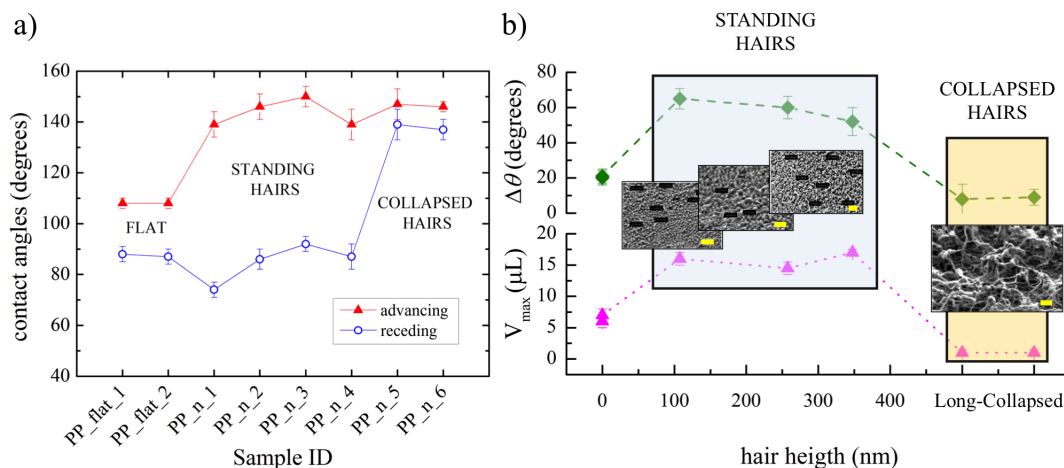 a)
contact angles (degrees)
160
140
120
100
80
60
40
FLAT
STANDING
HAIRS
COLLAPSED
HAIRS
advancing
receding
PP_flat_1
PP_flat_2
PP_n_1
PP_n_2
PP_n_3
PP_n_4
PP_n_5
PP_n_6
Sample ID
b)
STANDING
HAIRS
COLLAPSED
HAIRS
Δθ (degrees)
80
60
40
20
0
V_max (µL)
20
15
10
5
0
0
100
200
300
400
Long-Collapsed
hair heigth (nm)